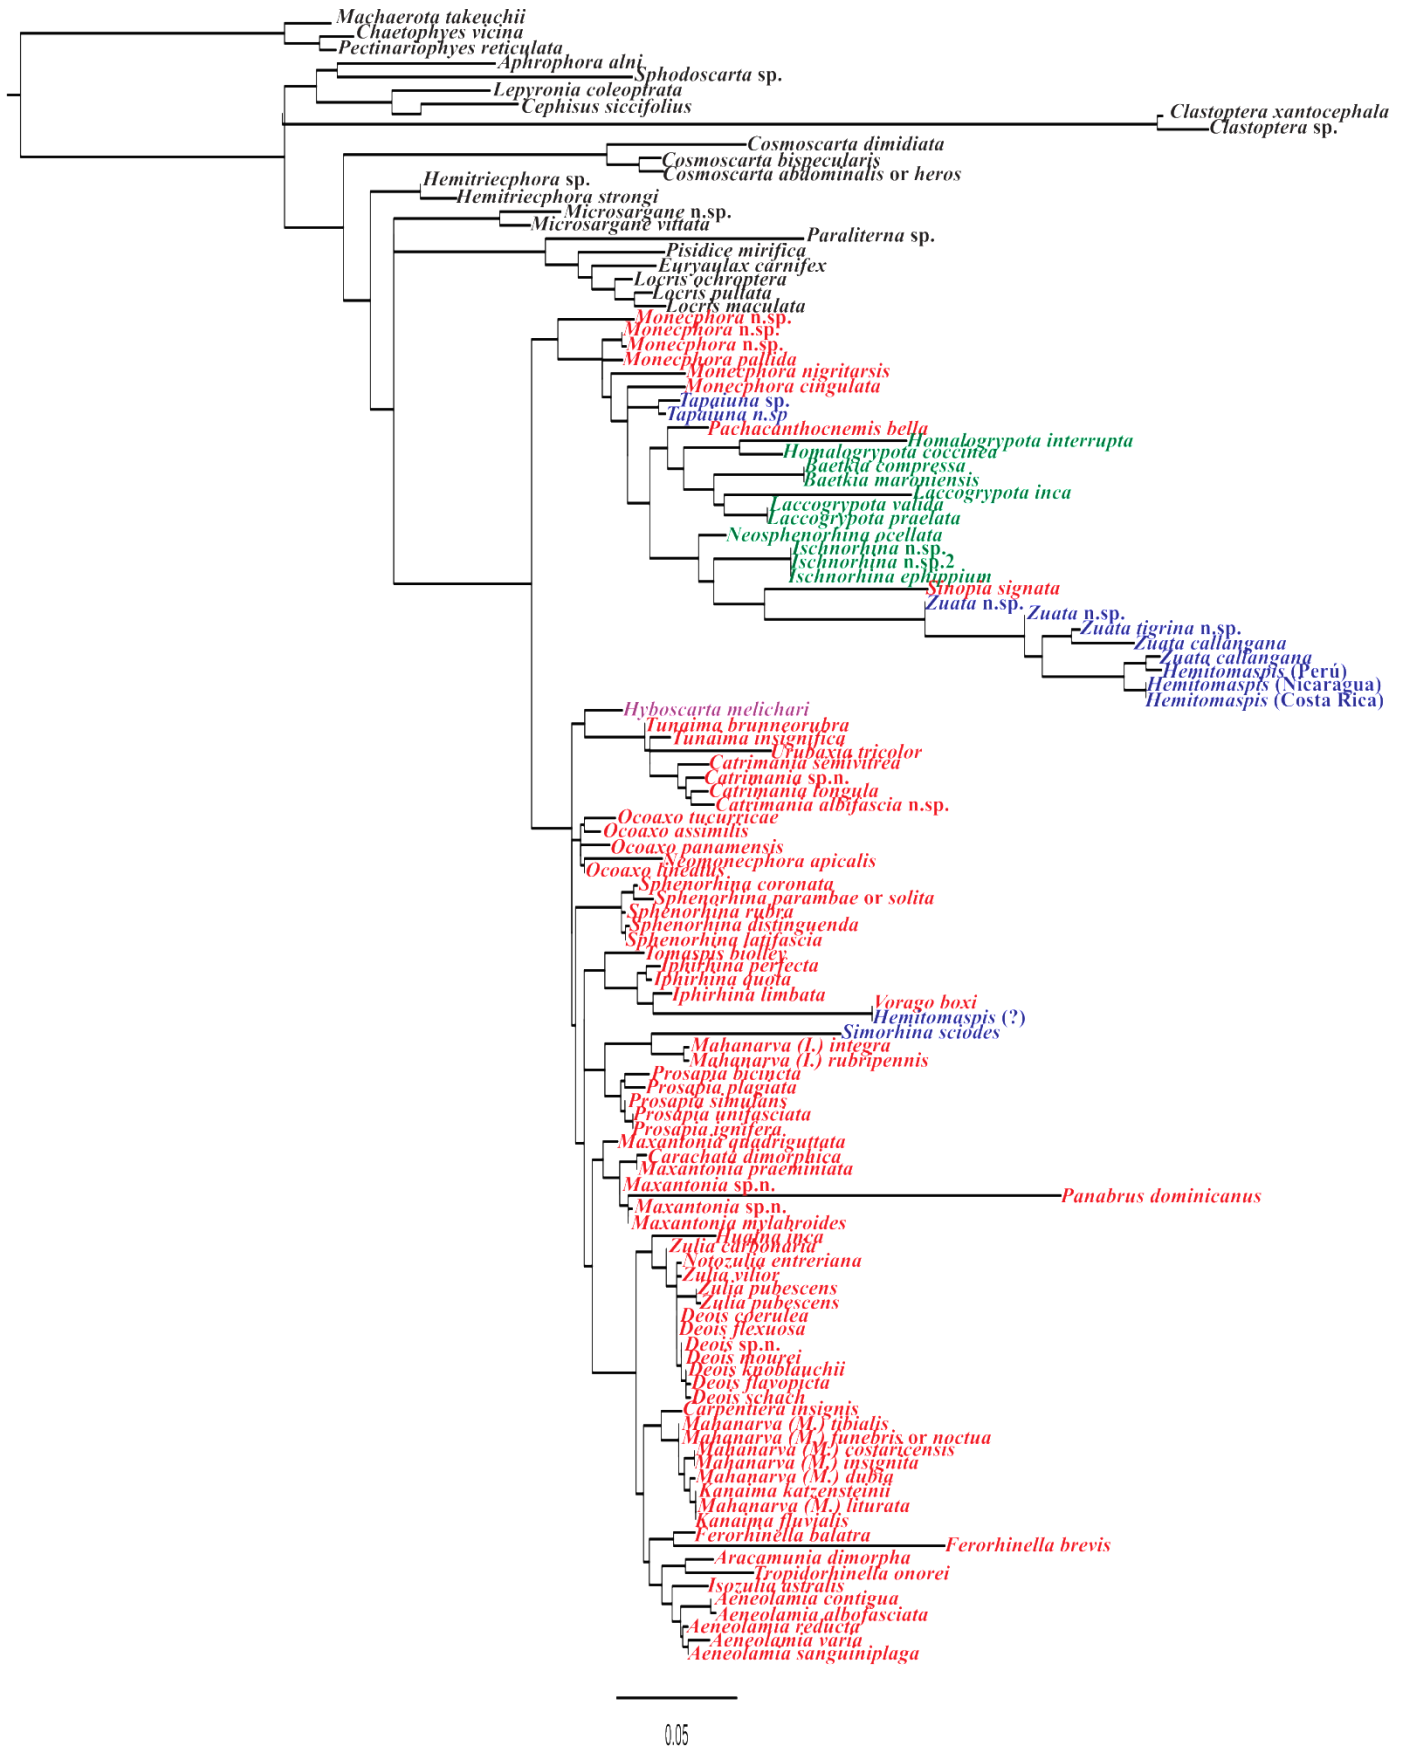 Machaerota takeuchii
Chaetophyes vicina
Pectinariophyes reticulata
Aphrophora alni
Sphodoscarta sp.
Lepyronia coleoptrata
Cephisus siccifolius
Clastoptera xantocephala
Clastoptera sp.
Cosmoscarta dimidiata
Cosmoscarta bispecularis
Cosmoscarta abdominalis or heros
Hemitriecphora sp.
Hemitriecphora strongi
Microsargane n.sp.
Microsargane vittata
Paraliterna sp.
Pisidice mirifica
Euryaulax carnifex
Locris ochroptera
Locris pullata
Locris maculata
Monecphora n.sp.
Monecphora n.sp.
Monecphora n.sp.
Monecphora pallida
Monecphora nigritarsis
Monecphora cingulata
Tapaiuna sp.
Tapaiuna n.sp
Pachacanthocnemis bella
Homalogrypota interrupta
Homalogrypota coccinea
Baetkia compressa
Baetkia maroniensis
Laccogrypota inca
Laccogrypota valida
Laccogrypota praelata
Neosphenorhina ocellata
Ischnorhina n.sp.
Ischnorhina n.sp.2
Ischnorhina ephippium
Sinopia signata
Zuata n.sp.
Zuata n.sp.
Zuata tigrina n.sp.
Zuata callangana
Zuata callangana
Hemitomaspis (Perú)
Hemitomaspis (Nicaragua)
Hemitomaspis (Costa Rica)
Hyboscarta melichari
Tunaima brunneorubra
Tunaima insignifica
Urubaxia tricolor
Catrimania semivitrea
Catrimania sp.n.
Catrimania longula
Catrimania albifascia n.sp.
Ocoaxo tucurricae
Ocoaxo assimilis
Ocoaxo panamensis
Neomonecphora apicalis
Ocoaxo linealus
Sphenorhina coronata
Sphenorhina parambae or solita
Sphenorhina rubra
Sphenorhina distinguenda
Sphenorhina latifascia
Tomaspis biolley
Iphirhina perfecta
Iphirhina quota
Iphirhina limbata
Vorago boxi
Hemitomaspis (?)
Simorhina sciodes
Mahanarva (I.) integra
Mahanarva (I.) rubripennis
Prosapia bicincta
Prosapia plagiata
Prosapia simulans
Prosapia unifasciata
Prosapia ignifera
Maxantonia quadriguttata
Carachata dimorphica
Maxantonia praeminiata
Maxantonia sp.n.
Panabrus dominicanus
Maxantonia sp.n.
Maxantonia mylabroides
Huaina inca
Zulia carbonaria
Notozulia entreriana
Zulia vilior
Zulia pubescens
Zulia pubescens
Deois coerulea
Deois flexuosa
Deois sp.n.
Deois mourei
Deois knoblauchii
Deois flavopicta
Deois schach
Carpentiera insignis
Mahanarva (M.) tibialis
Mahanarva (M.) funebris or noctua
Mahanarva (M.) costaricensis
Mahanarva (M.) insignita
Mahanarva (M.) dubia
Kanaima katzensteinii
Mahanarva (M.) liturata
Kanaima fluvialis
Ferorhinella balatra
Ferorhinella brevis
Aracamunia dimorpha
Tropidorhinella onorei
Isozulia astralis
Aeneolamia contigua
Aeneolamia albofasciata
Aeneolamia reducta
Aeneolamia varia
Aeneolamia sanguiniplaga
0.05